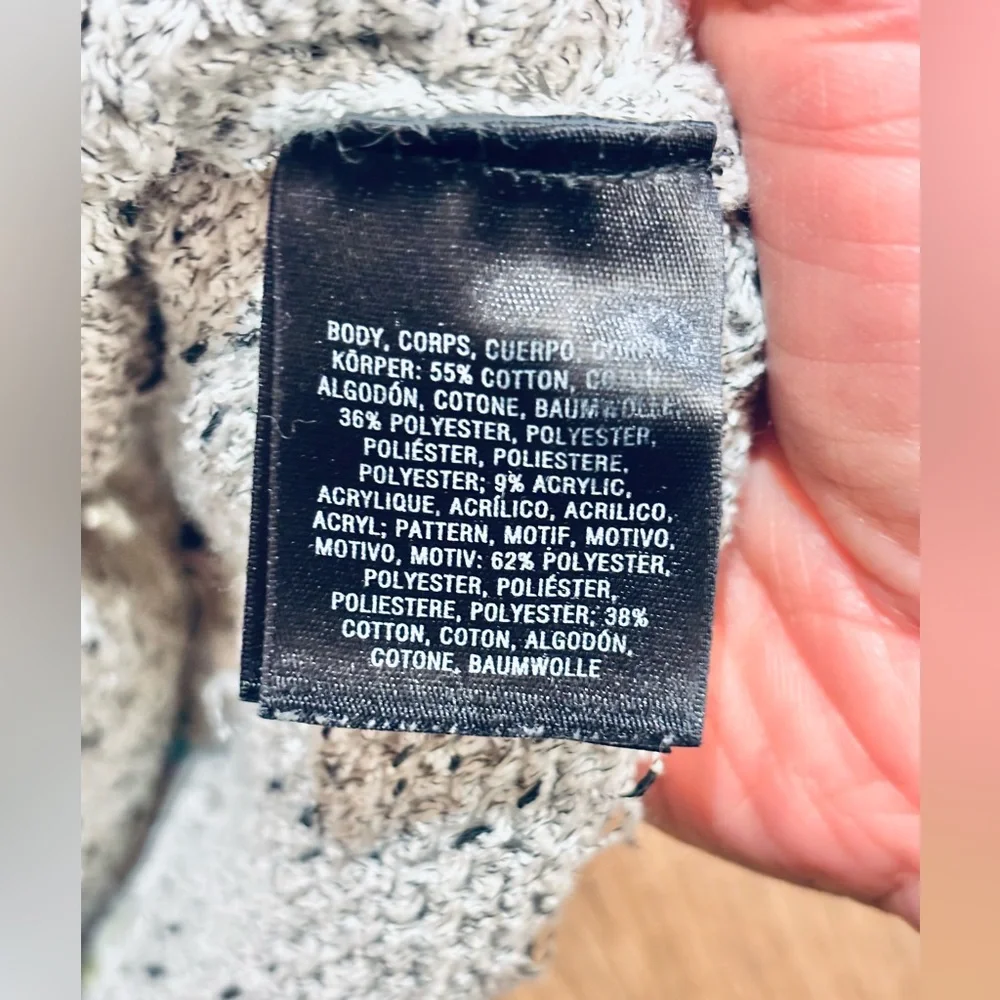 BODY, CORPS, CUERPO,
KÖRPER: 55% COTTON,
ALGODÓN, COTONE, BAUMWOLLE;
36% POLYESTER, POLYESTER,
POLIÉSTER, POLIESTERE,
POLYESTER; 9% ACRYLIC,
ACRYLIQUE, ACRÍLICO, ACRILICO,
ACRYL; PATTERN, MOTIF, MOTIVO,
MOTIVO, MOTIV: 62% POLYESTER,
POLYESTER, POLIÉSTER,
POLIESTERE, POLYESTER; 38%
COTTON, COTON, ALGODÓN,
COTONE, BAUMWOLLE